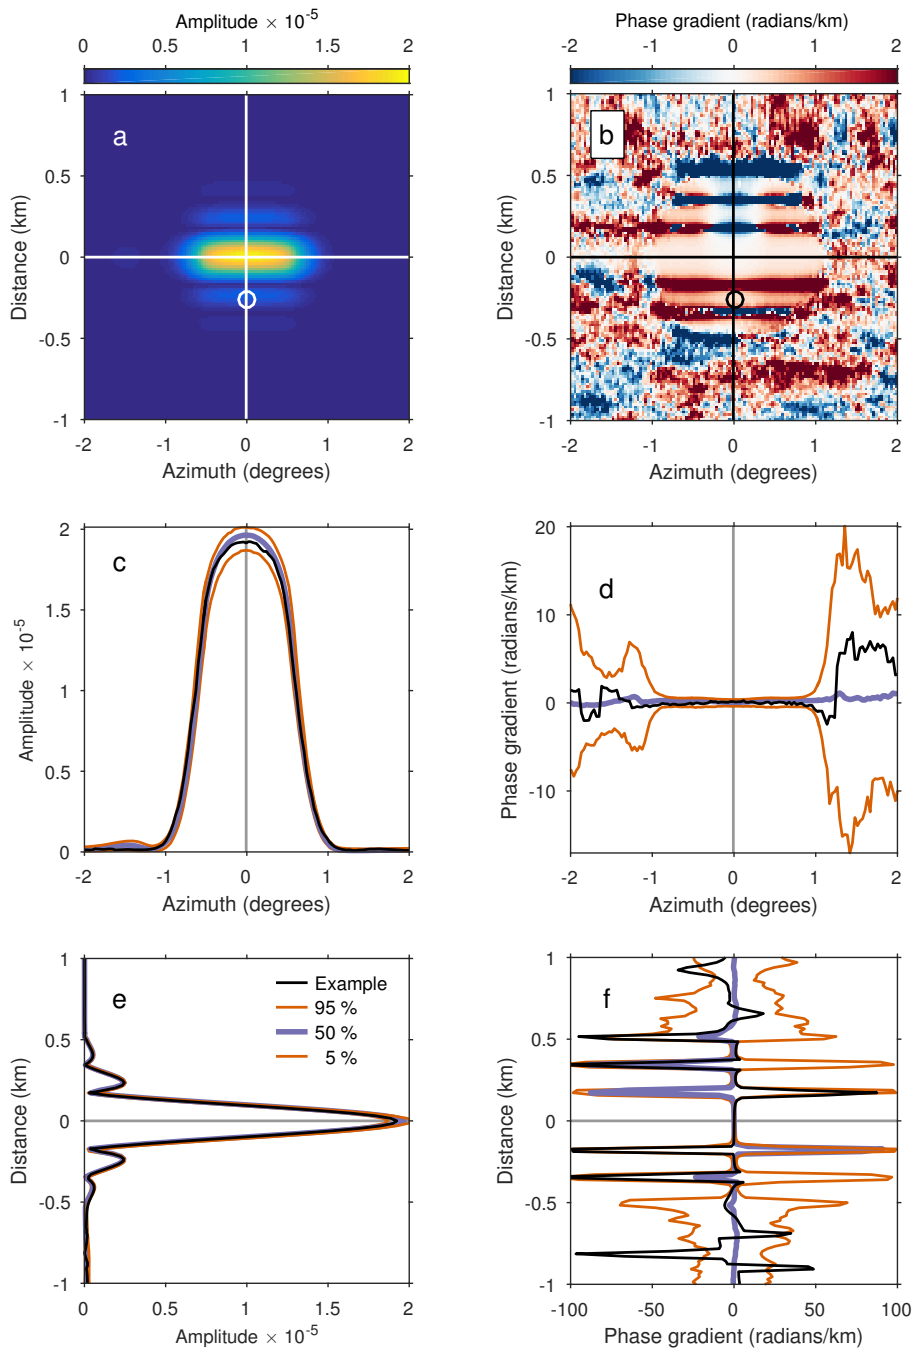 Amplitude × 10^-5
0 0.5 1 1.5 2
Phase gradient (radians/km)
-2 -1 0 1 2
a
1
0.5
0
-0.5
-1
Distance (km)
-2 -1 0 1 2
Azimuth (degrees)
b
1
0.5
0
-0.5
-1
Distance (km)
-2 -1 0 1 2
Azimuth (degrees)
c
2
1.5
1
0.5
0
Amplitude × 10^-5
-2 -1 0 1 2
Azimuth (degrees)
d
20
10
0
-10
Phase gradient (radians/km)
-2 -1 0 1 2
Azimuth (degrees)
e
Example
95 %
50 %
5 %
1
0.5
0
-0.5
-1
Distance (km)
0 0.5 1 1.5 2
Amplitude × 10^-5
f
1
0.5
0
-0.5
-1
Distance (km)
-100 -50 0 50 100
Phase gradient (radians/km)